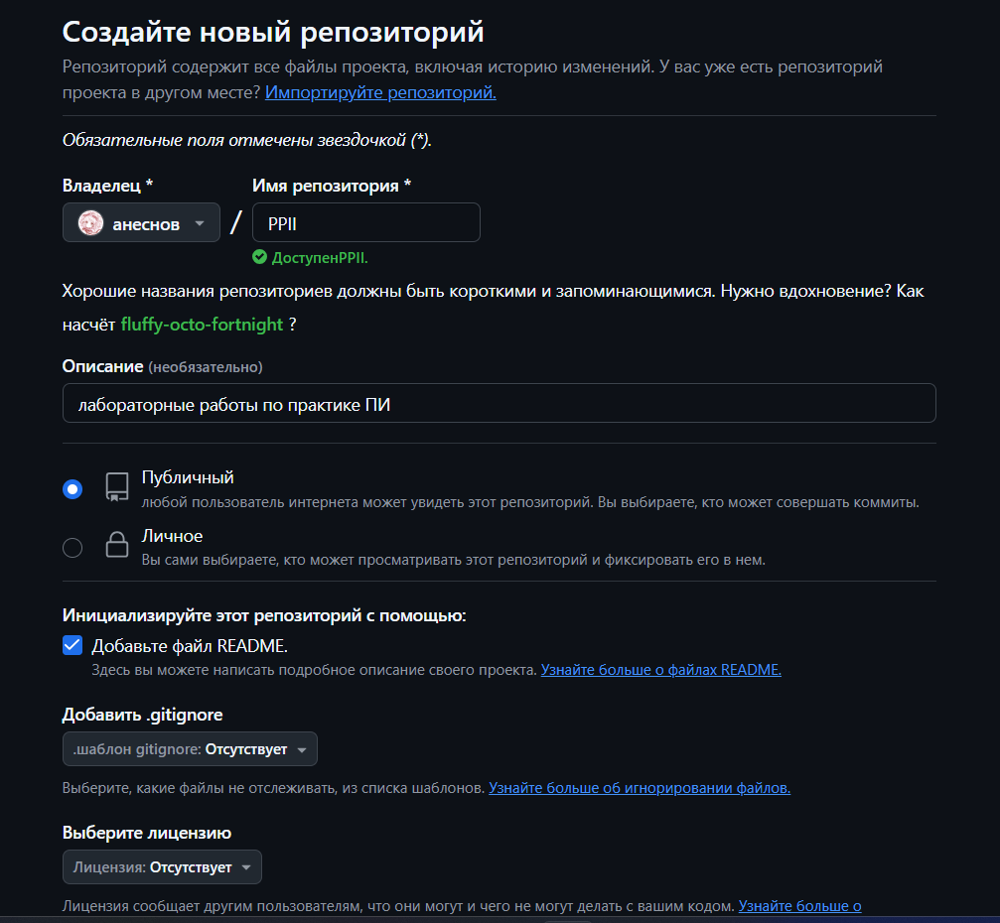 Создайте новый репозиторий
Репозиторий содержит все файлы проекта, включая историю изменений. У вас уже есть репозиторий
проекта в другом месте? Импортируйте репозиторий.
Обязательные поля отмечены звездочкой (*).
Владелец *
Имя репозитория *
анеснов
/
PPII
ДоступенPPII.
Хорошие названия репозиториев должны быть короткими и запоминающимися. Нужно вдохновение? Как
насчёт fluffy-octo-fortnight ?
Описание (необязательно)
лабораторные работы по практике ПИ
Публичный
любой пользователь интернета может увидеть этот репозиторий. Вы выбираете, кто может совершать коммиты.
Личное
Вы сами выбираете, кто может просматривать этот репозиторий и фиксировать его в нем.
Инициализируйте этот репозиторий с помощью:
Добавьте файл README.
Здесь вы можете написать подробное описание своего проекта. Узнайте больше о файлах README.
Добавить .gitignore
.шаблон gitignore: Отсутствует
Выберите, какие файлы не отслеживать, из списка шаблонов. Узнайте больше об игнорировании файлов.
Выберите лицензию
Лицензия: Отсутствует
Лицензия сообщает другим пользователям, что они могут и чего не могут делать с вашим кодом. Узнайте больше о